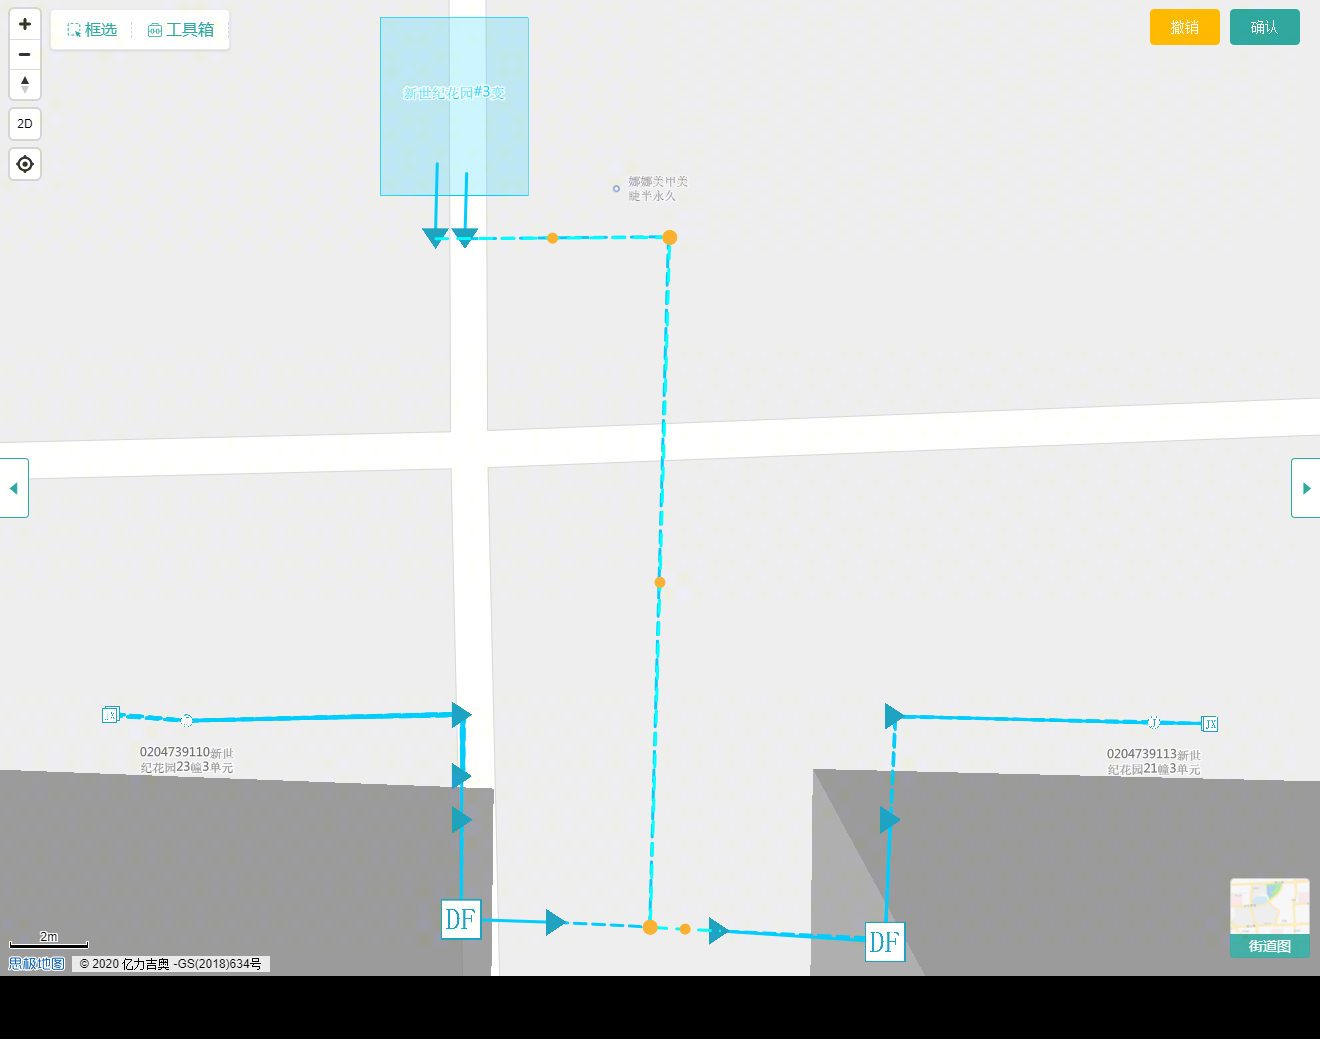 框选
工具箱
撤销
确认
2D
新世纪花园#3变
娜娜美甲美
睫半永久
JX
0204739110新世
纪花园23幢3单元
JX
0204739113新世
纪花园21幢3单元
DF
DF
2m
思极地图
© 2020 亿力吉奥 -GS(2018)634号
街道图